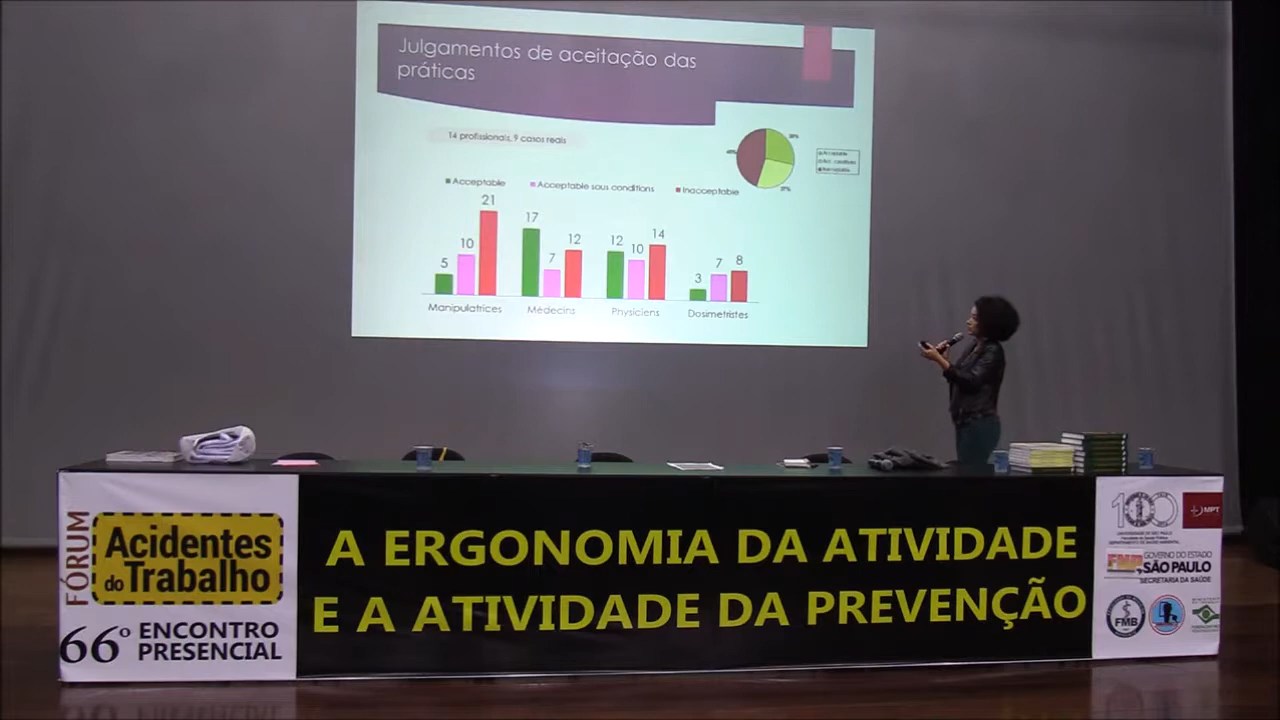 Julgamentos de aceitação das
práticas
14 profissionais, 9 casos reais
Acceptable
Acceptable sous conditions
Inacceptable
5
10
21
17
7
12
12
10
14
3
7
8
Manipulatrices
Médecins
Physiciens
Dosimetristes
FÓRUM
Acidentes
do Trabalho
66º ENCONTRO
PRESENCIAL
A ERGONOMIA DA ATIVIDADE
E A ATIVIDADE DA PREVENÇÃO
100
MPT
GOVERNO DO ESTADO
SÃO PAULO
SECRETARIA DA SAÚDE
FMB